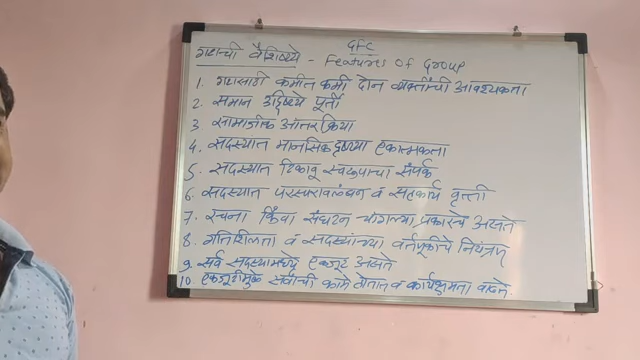 GFC
गटाची वैशिष्ट्ये - Features Of Group
1. गटासाठी कमीत कमी दोन व्यक्तींची आवश्यकता
2. समान उद्दिष्टये पूर्ती
3. सामाजीक आंतरक्रिया
4. सदस्यात मानसिकदृष्ट्या एकात्मकता
5. सदस्यात टिकावू स्वरूपाचा संपर्क
6. सदस्यात परस्परावलंबन व सहकार्य वृत्ती
7. रचना किंवा संघटन चांगल्या प्रकारचे असते
8. गतिशिलता व सदस्यांच्या वर्तणूकीचे नियंत्रण
9. सर्व सदस्यामध्ये एकजूट असते
10 एकजूटीमुळे सर्वांची कामे होतात व कार्यक्षमता वाढते.